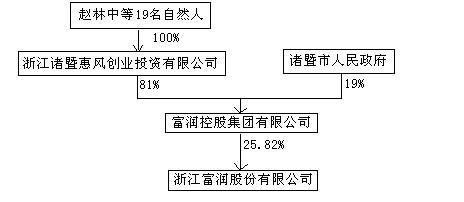 赵林中等19名自然人
100%
浙江诸暨惠风创业投资有限公司
诸暨市人民政府
81%
19%
富润控股集团有限公司
25.82%
浙江富润股份有限公司